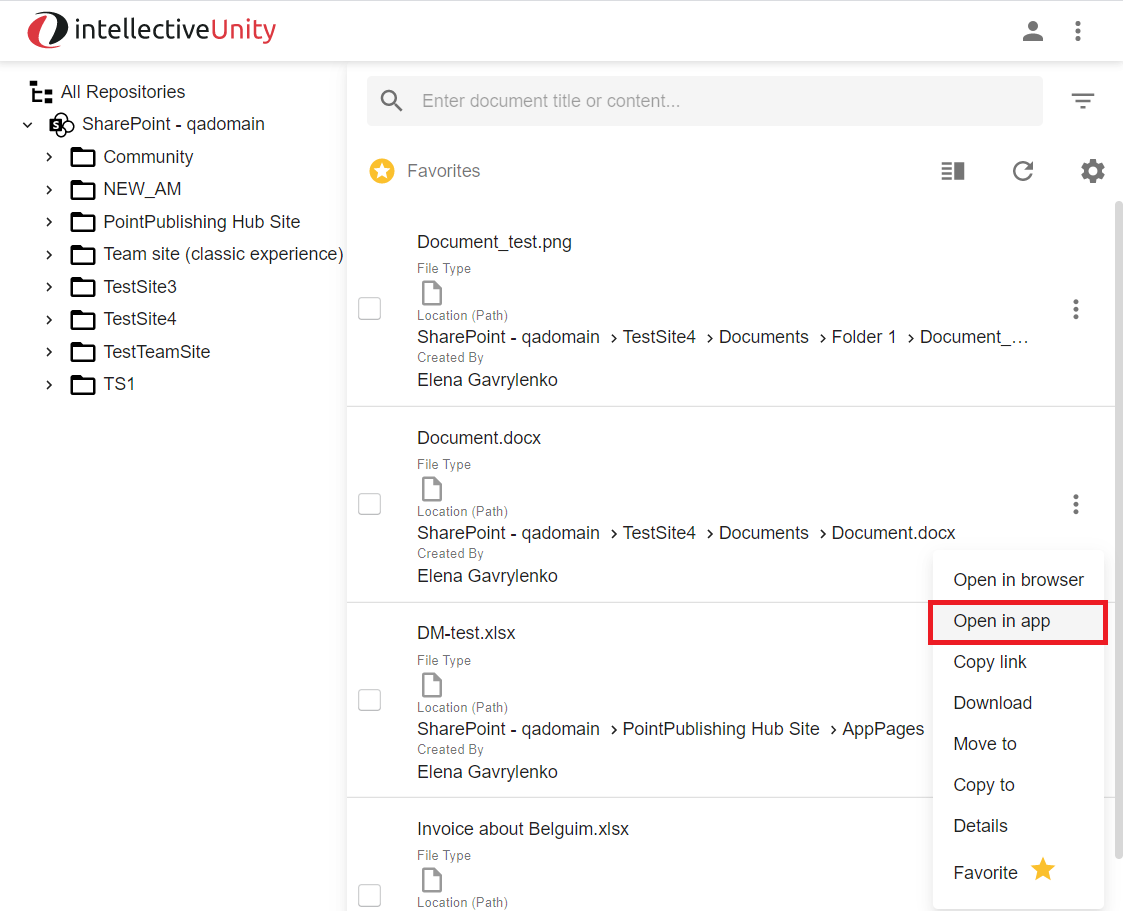 intellectiveUnity
All Repositories
SharePoint - qadomain
Community
NEW_AM
PointPublishing Hub Site
Team site (classic experience)
TestSite3
TestSite4
TestTeamSite
TS1
Enter document title or content...
Favorites
Document_test.png
File Type
Location (Path)
SharePoint - qadomain > TestSite4 > Documents > Folder 1 > Document_...
Created By
Elena Gavrylenko
Document.docx
File Type
Location (Path)
SharePoint - qadomain > TestSite4 > Documents > Document.docx
Created By
Elena Gavrylenko
DM-test.xlsx
File Type
Location (Path)
SharePoint - qadomain > PointPublishing Hub Site > AppPages
Created By
Elena Gavrylenko
Invoice about Belguim.xlsx
File Type
Location (Path)
Open in browser
Open in app
Copy link
Download
Move to
Copy to
Details
Favorite